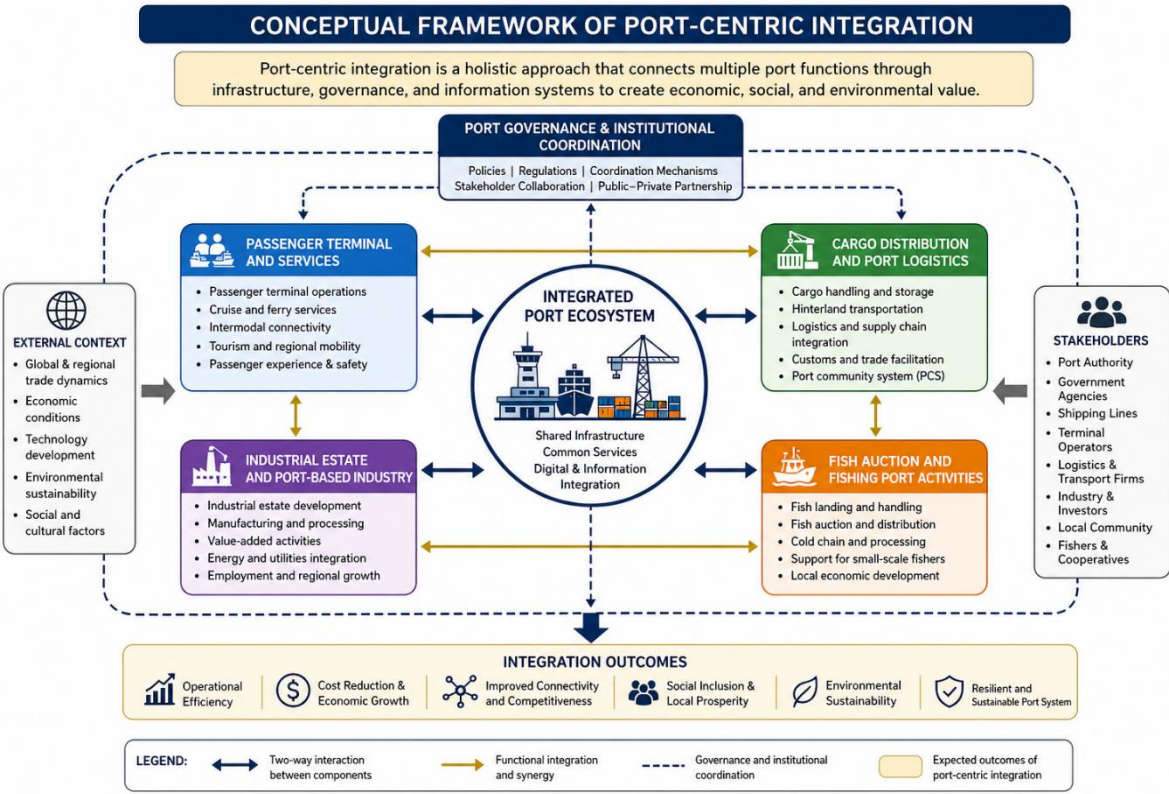 CONCEPTUAL FRAMEWORK OF PORT-CENTRIC INTEGRATION
Port-centric integration is a holistic approach that connects multiple port functions through
infrastructure, governance, and information systems to create economic, social, and environmental value.
PORT GOVERNANCE & INSTITUTIONAL
COORDINATION
Policies | Regulations | Coordination Mechanisms
Stakeholder Collaboration | Public–Private Partnership
PASSENGER TERMINAL
AND SERVICES
• Passenger terminal operations
• Cruise and ferry services
• Intermodal connectivity
• Tourism and regional mobility
• Passenger experience & safety
CARGO DISTRIBUTION
AND PORT LOGISTICS
• Cargo handling and storage
• Hinterland transportation
• Logistics and supply chain
integration
• Customs and trade facilitation
• Port community system (PCS)
EXTERNAL CONTEXT
• Global & regional
trade dynamics
• Economic
conditions
• Technology
development
• Environmental
sustainability
• Social and
cultural factors
INTEGRATED
PORT ECOSYSTEM
Shared Infrastructure
Common Services
Digital & Information
Integration
STAKEHOLDERS
• Port Authority
• Government
Agencies
• Shipping Lines
• Terminal
Operators
• Logistics &
Transport Firms
• Industry &
Investors
• Local Community
• Fishers &
Cooperatives
INDUSTRIAL ESTATE
AND PORT-BASED INDUSTRY
• Industrial estate development
• Manufacturing and processing
• Value-added activities
• Energy and utilities integration
• Employment and regional growth
FISH AUCTION AND
FISHING PORT ACTIVITIES
• Fish landing and handling
• Fish auction and distribution
• Cold chain and processing
• Support for small-scale fishers
• Local economic development
INTEGRATION OUTCOMES
Operational
Efficiency
$
Cost Reduction &
Economic Growth
Improved Connectivity
and Competitiveness
Social Inclusion &
Local Prosperity
Environmental
Sustainability
Resilient and
Sustainable Port System
LEGEND:
Two-way interaction
between components
Functional integration
and synergy
Governance and institutional
coordination
Expected outcomes of
port-centric integration